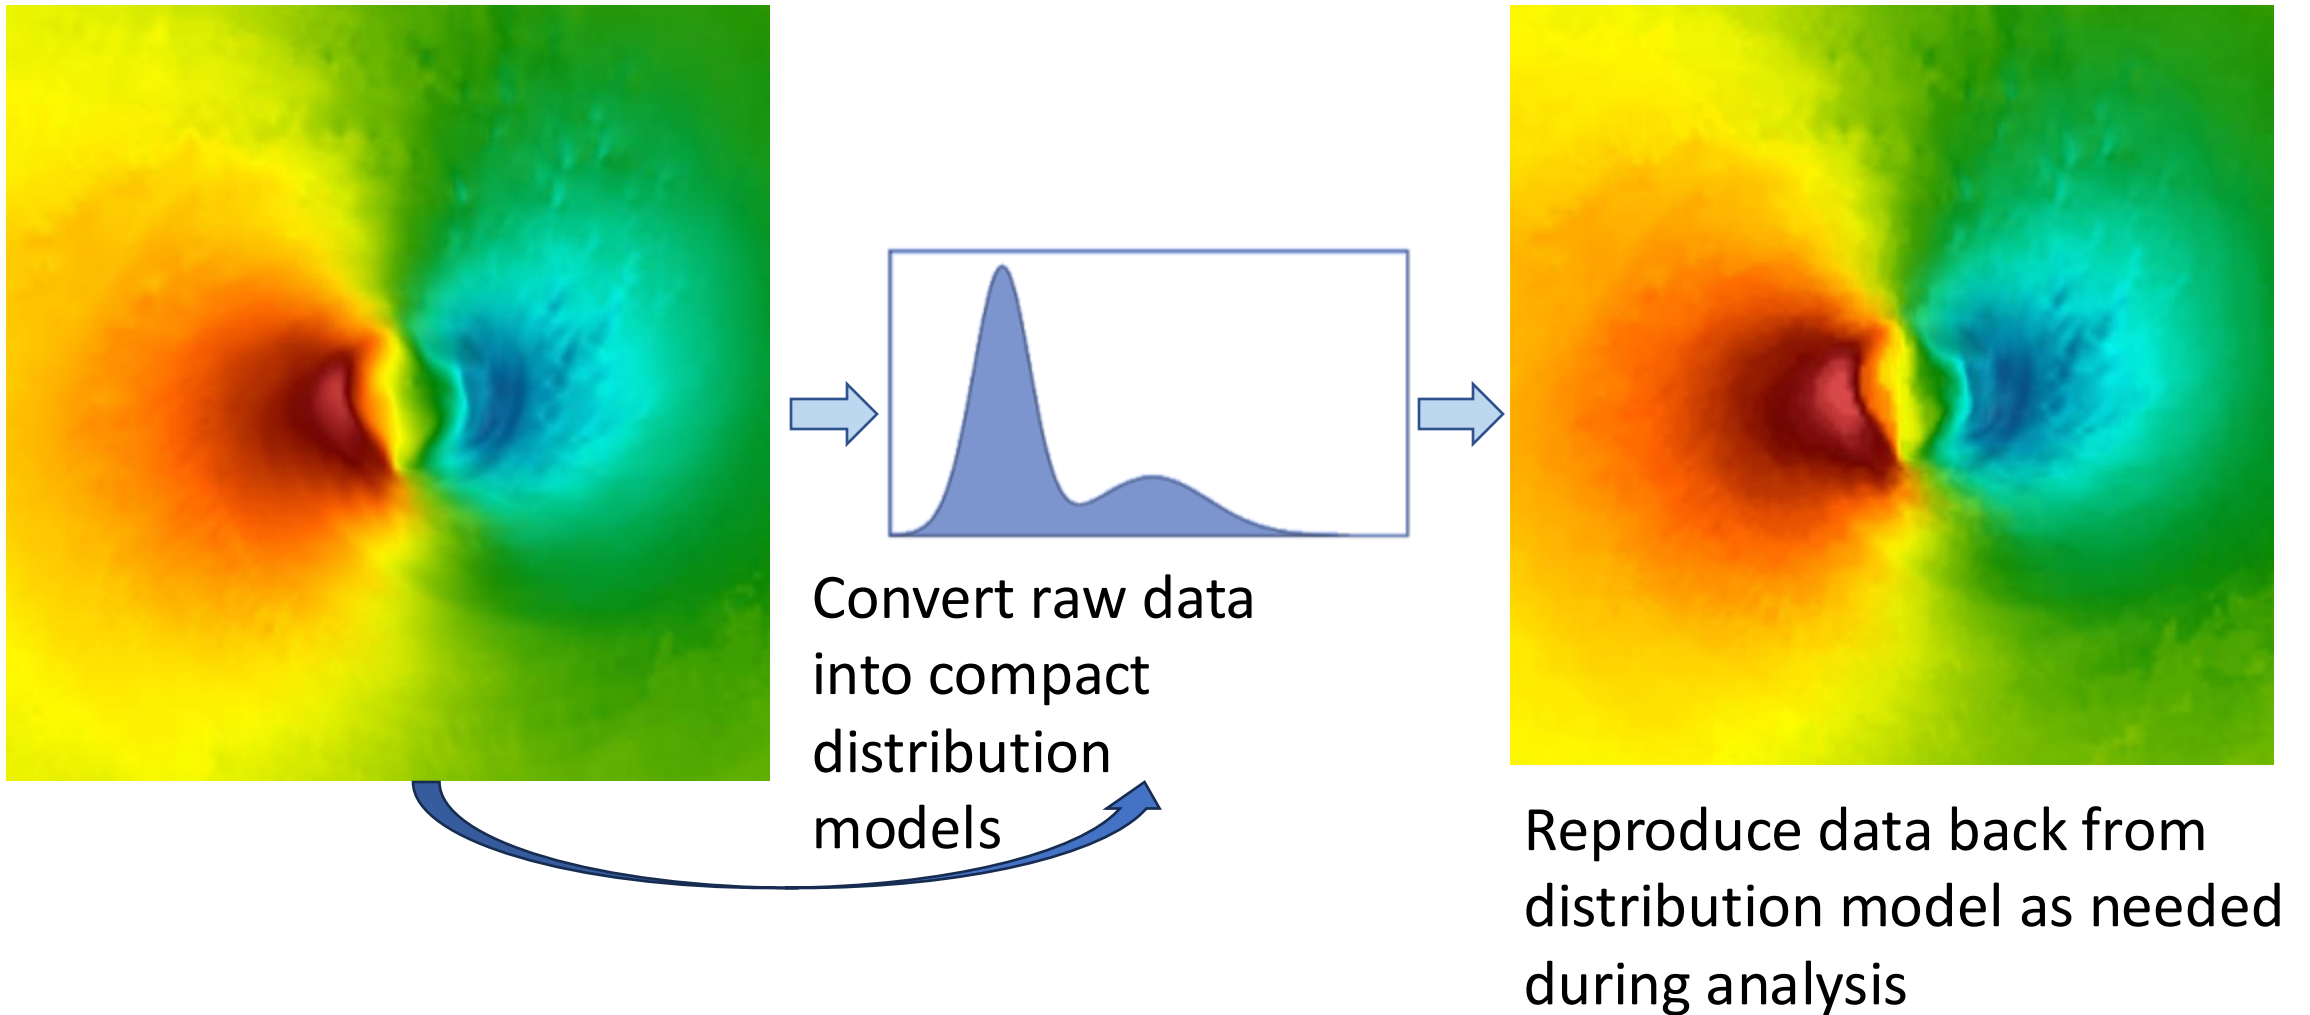 Convert raw data
into compact
distribution
models
Reproduce data back from
distribution model as needed
during analysis